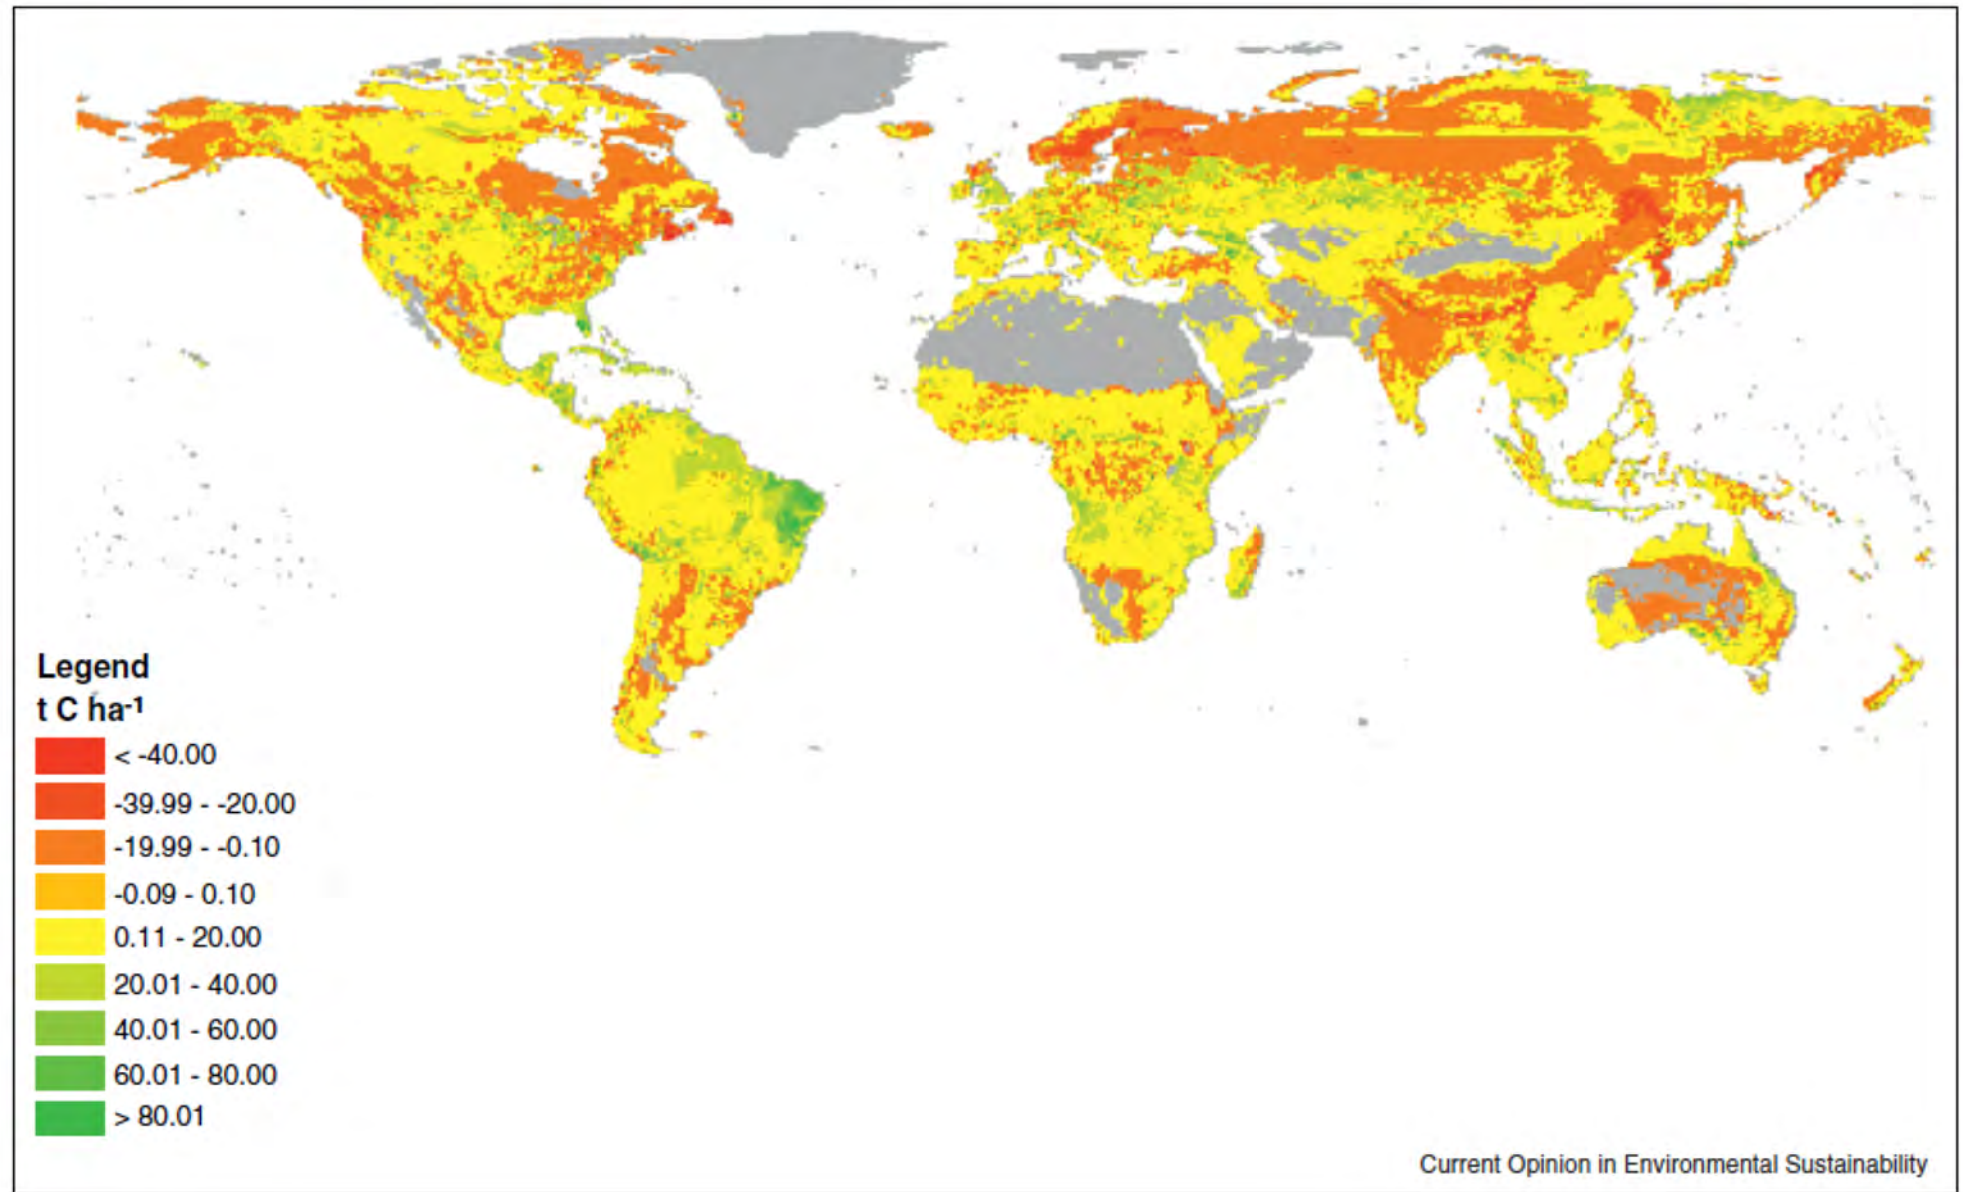 Legend
t C ha-1
< -40.00
-39.99 - -20.00
-19.99 - -0.10
-0.09 - 0.10
0.11 - 20.00
20.01 - 40.00
40.01 - 60.00
60.01 - 80.00
> 80.01
Current Opinion in Environmental Sustainability